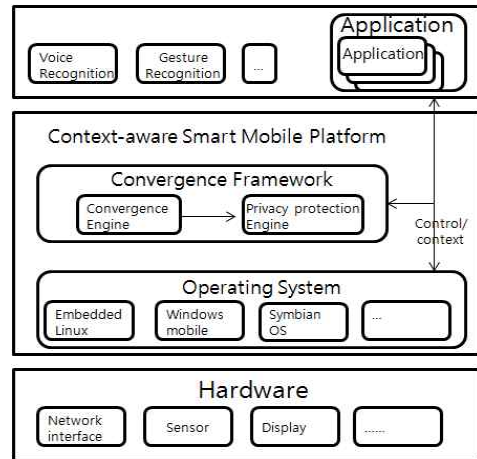 Application
Voice
Recognition
Gesture
Recognition
...
Application
Context-aware Smart Mobile Platform
Convergence Framework
Convergence
Engine
Privacy protection
Engine
Control/
context
Operating System
Embedded
Linux
Windows
mobile
Symbian
OS
...
Hardware
Network
interface
Sensor
Display
......